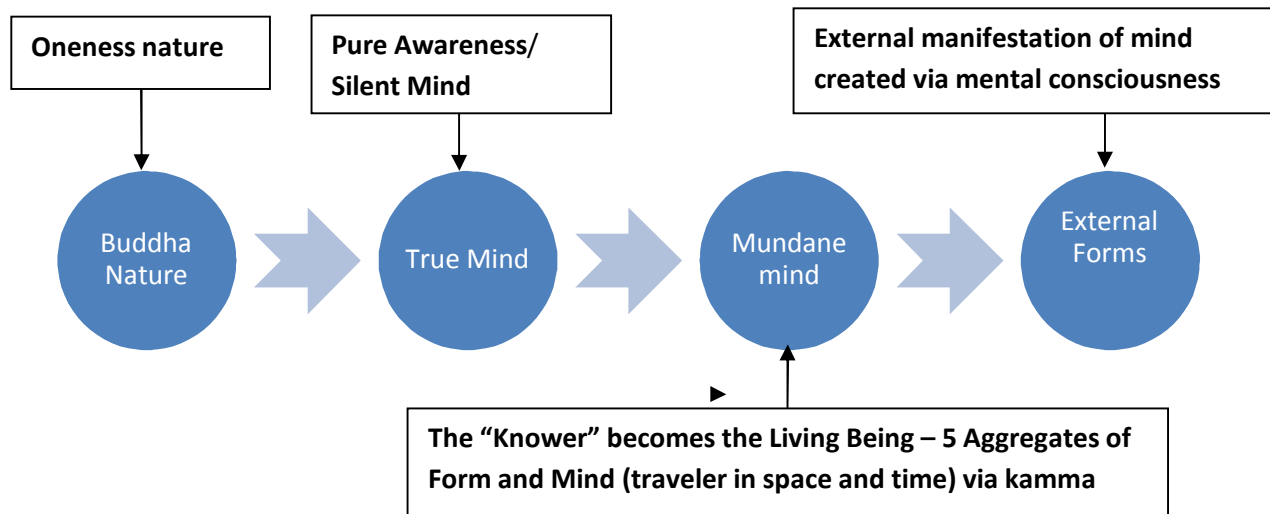 Oneness nature
Pure Awareness/
Silent Mind
External manifestation of mind
created via mental consciousness
Buddha
Nature
True Mind
Mundane
mind
External
Forms
The “Knower” becomes the Living Being – 5 Aggregates of
Form and Mind (traveler in space and time) via kamma